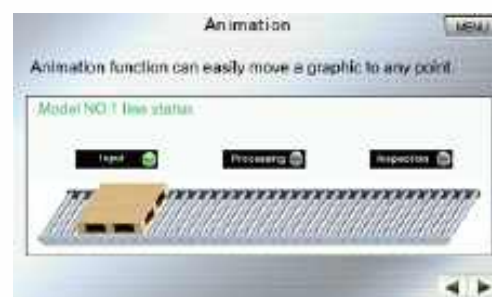 Animation
MENU
Animation function can easily move a graphic to any point
Model NO.1 line status
Input
Processing
Inspection